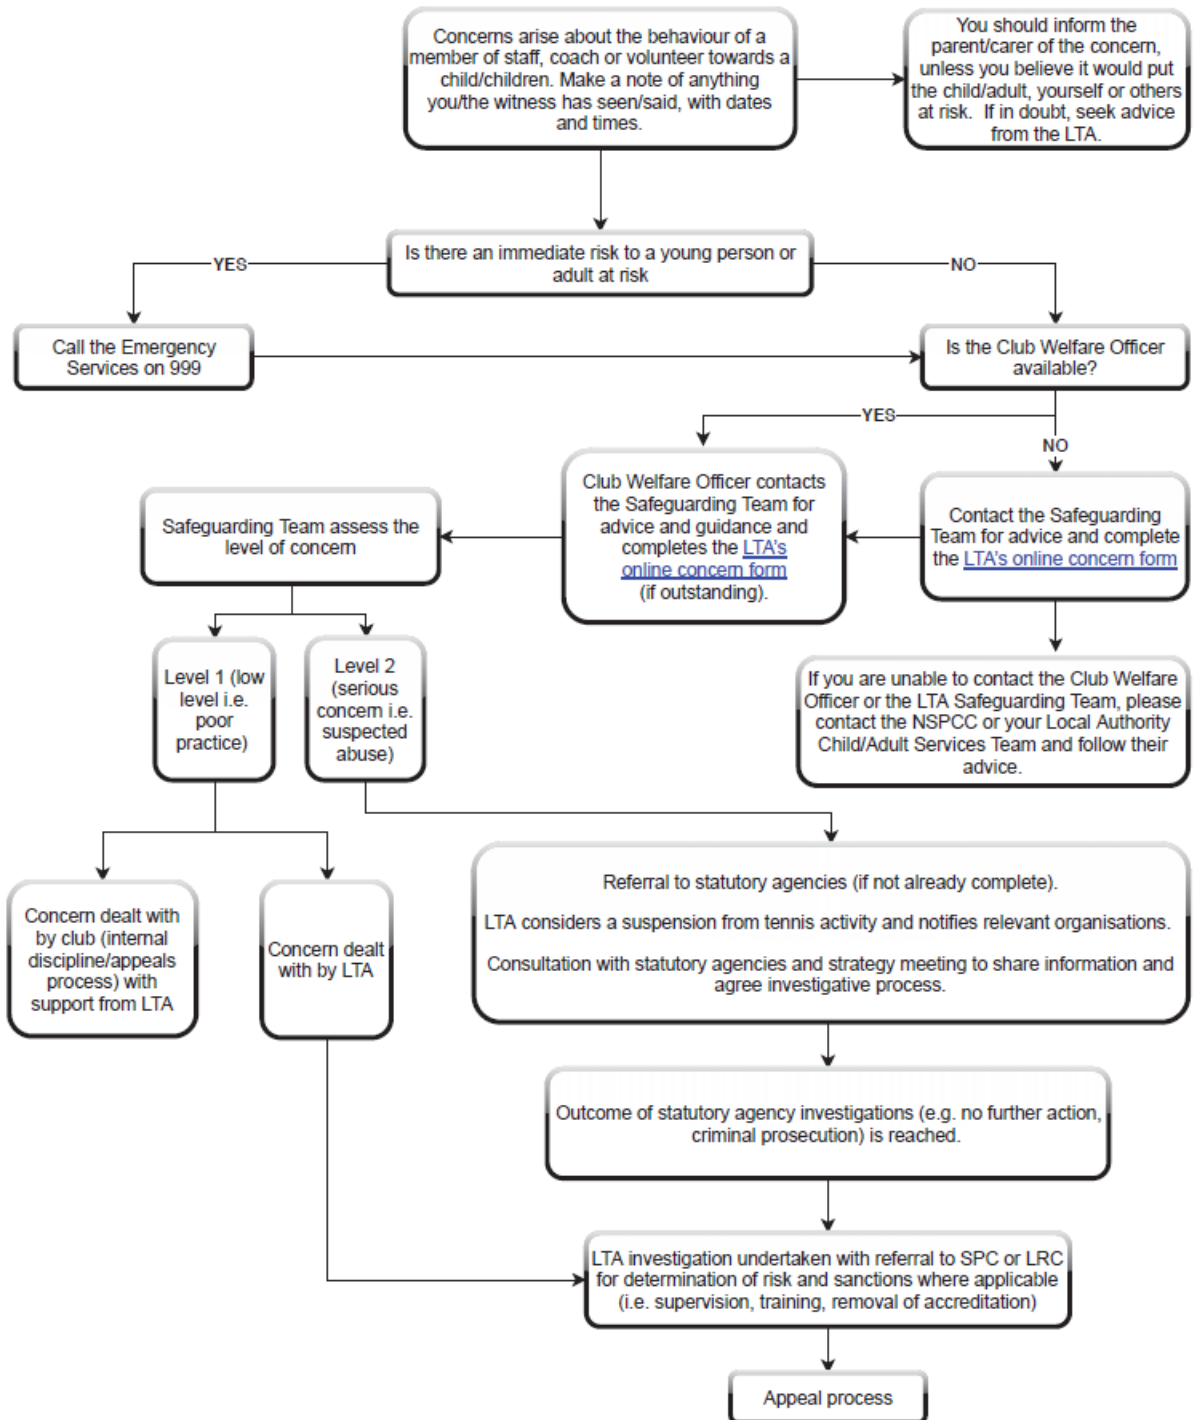 Concerns arise about the behaviour of a
member of staff, coach or volunteer towards a
child/children. Make a note of anything
you/the witness has seen/said, with dates
and times.
You should inform the
parent/carer of the concern,
unless you believe it would put
the child/adult, yourself or others
at risk. If in doubt, seek advice
from the LTA.
Is there an immediate risk to a young person or
adult at risk
YES
NO
Call the Emergency
Services on 999
Is the Club Welfare Officer
available?
YES
NO
Club Welfare Officer contacts
the Safeguarding Team for
advice and guidance and
completes the LTA's
online concern form
(if outstanding).
Contact the Safeguarding
Team for advice and complete
the LTA's online concern form
Safeguarding Team assess the
level of concern
Level 1 (low
level i.e.
poor
practice)
Level 2
(serious
concern i.e.
suspected
abuse)
If you are unable to contact the Club Welfare
Officer or the LTA Safeguarding Team, please
contact the NSPCC or your Local Authority
Child/Adult Services Team and follow their
advice.
Concern dealt with
by club (internal
discipline/appeals
process) with
support from LTA
Concern dealt
with by LTA
Referral to statutory agencies (if not already complete).
LTA considers a suspension from tennis activity and notifies relevant organisations.
Consultation with statutory agencies and strategy meeting to share information and
agree investigative process.
Outcome of statutory agency investigations (e.g. no further action,
criminal prosecution) is reached.
LTA investigation undertaken with referral to SPC or LRC
for determination of risk and sanctions where applicable
(i.e. supervision, training, removal of accreditation)
Appeal process